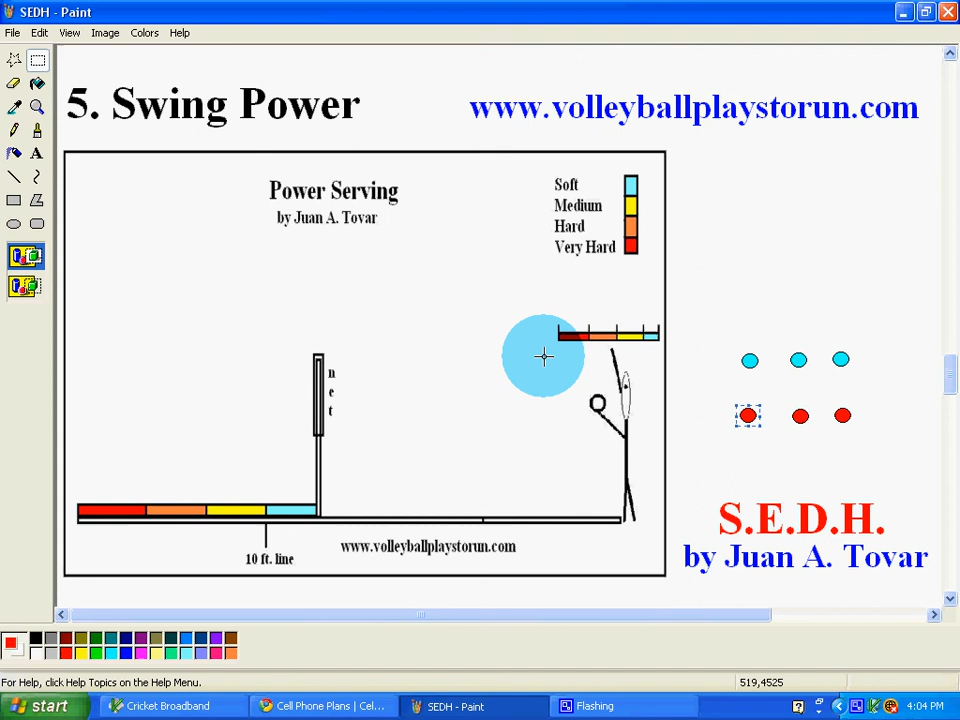 SEDH - Paint
File Edit View Image Colors Help
5. Swing Power
www.volleyballplaystorun.com
Power Serving
by Juan A. Tovar
Soft
Medium
Hard
Very Hard
n
e
t
10 ft. line
www.volleyballplaystorun.com
S.E.D.H.
by Juan A. Tovar
For Help, click Help Topics on the Help Menu.
519,4525
start
Cricket Broadband
Cell Phone Plans | Cel...
SEDH - Paint
Flashing
4:04 PM